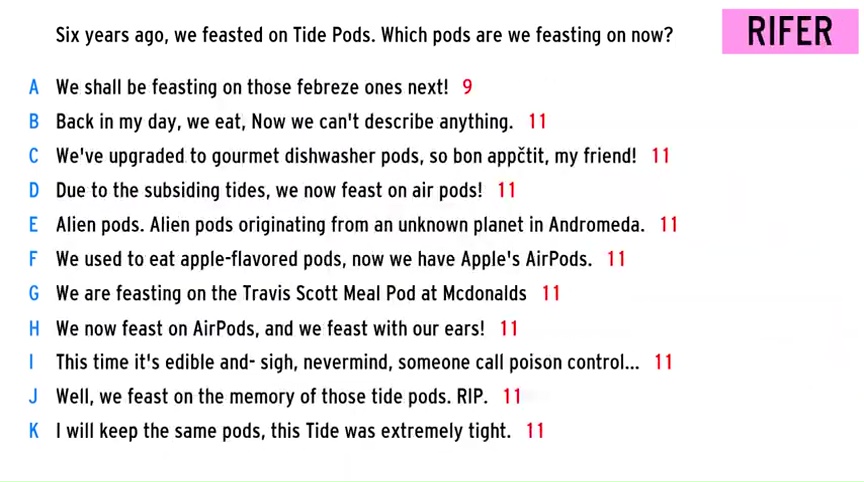 Six years ago, we feasted on Tide Pods. Which pods are we feasting on now?
RIFER
A We shall be feasting on those febreze ones next! 9
B Back in my day, we eat, Now we can't describe anything. 11
C We've upgraded to gourmet dishwasher pods, so bon appčtit, my friend! 11
D Due to the subsiding tides, we now feast on air pods! 11
E Alien pods. Alien pods originating from an unknown planet in Andromeda. 11
F We used to eat apple-flavored pods, now we have Apple's AirPods. 11
G We are feasting on the Travis Scott Meal Pod at Mcdonalds 11
H We now feast on AirPods, and we feast with our ears! 11
I This time it's edible and- sigh, nevermind, someone call poison control... 11
J Well, we feast on the memory of those tide pods. RIP. 11
K I will keep the same pods, this Tide was extremely tight. 11